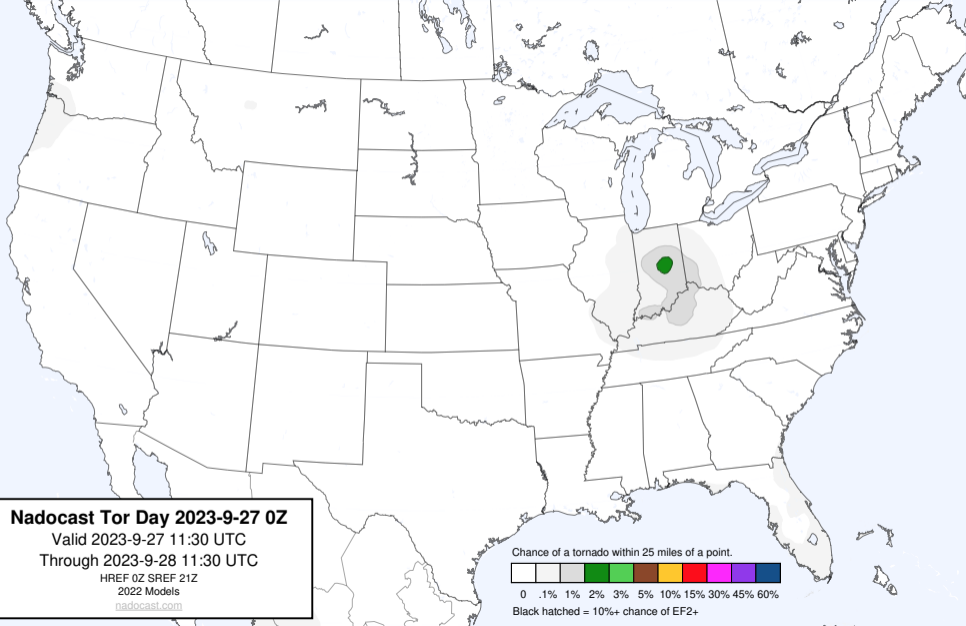 Nadocast Tor Day 2023-9-27 0Z
Valid 2023-9-27 11:30 UTC
Through 2023-9-28 11:30 UTC
HREF 0Z SREF 21Z
2022 Models
nadocast.com
Chance of a tornado within 25 miles of a point.
0 .1% 1% 2% 3% 5% 10% 15% 30% 45% 60%
Black hatched = 10%+ chance of EF2+